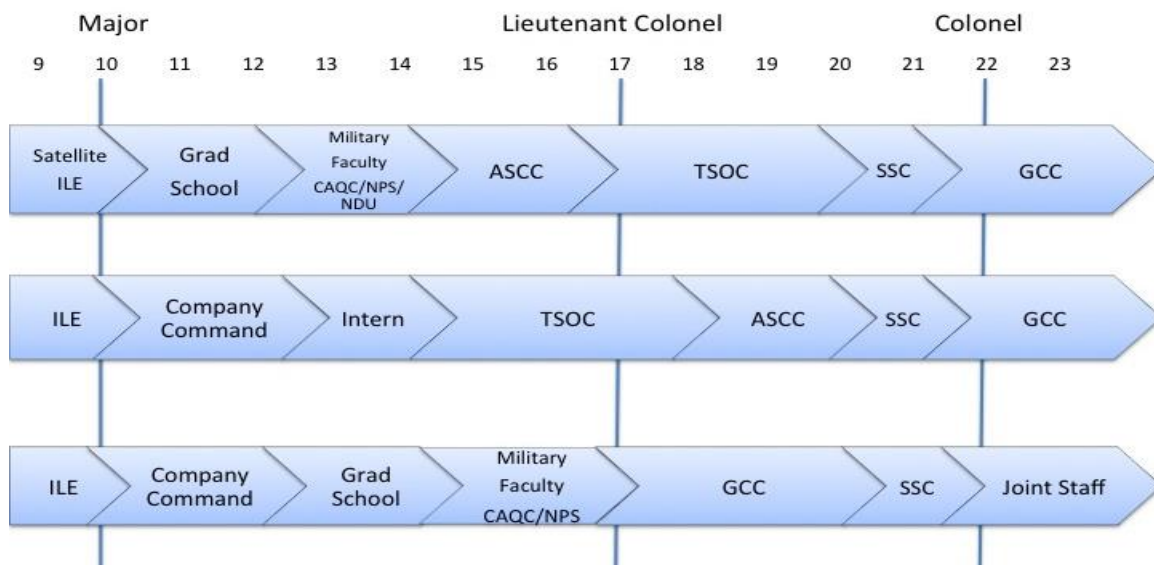 Major Lieutenant Colonel Colonel
9 10 11 12 13 14 15 16 17 18 19 20 21 22 23
Satellite
ILE
Grad
School
Military
Faculty
CAQC/NPS/
NDU
ASCC
TSOC
SSC
GCC
ILE
Company
Command
Intern
TSOC
ASCC
SSC
GCC
ILE
Company
Command
Grad
School
Military
Faculty
CAQC/NPS
GCC
SSC
Joint Staff